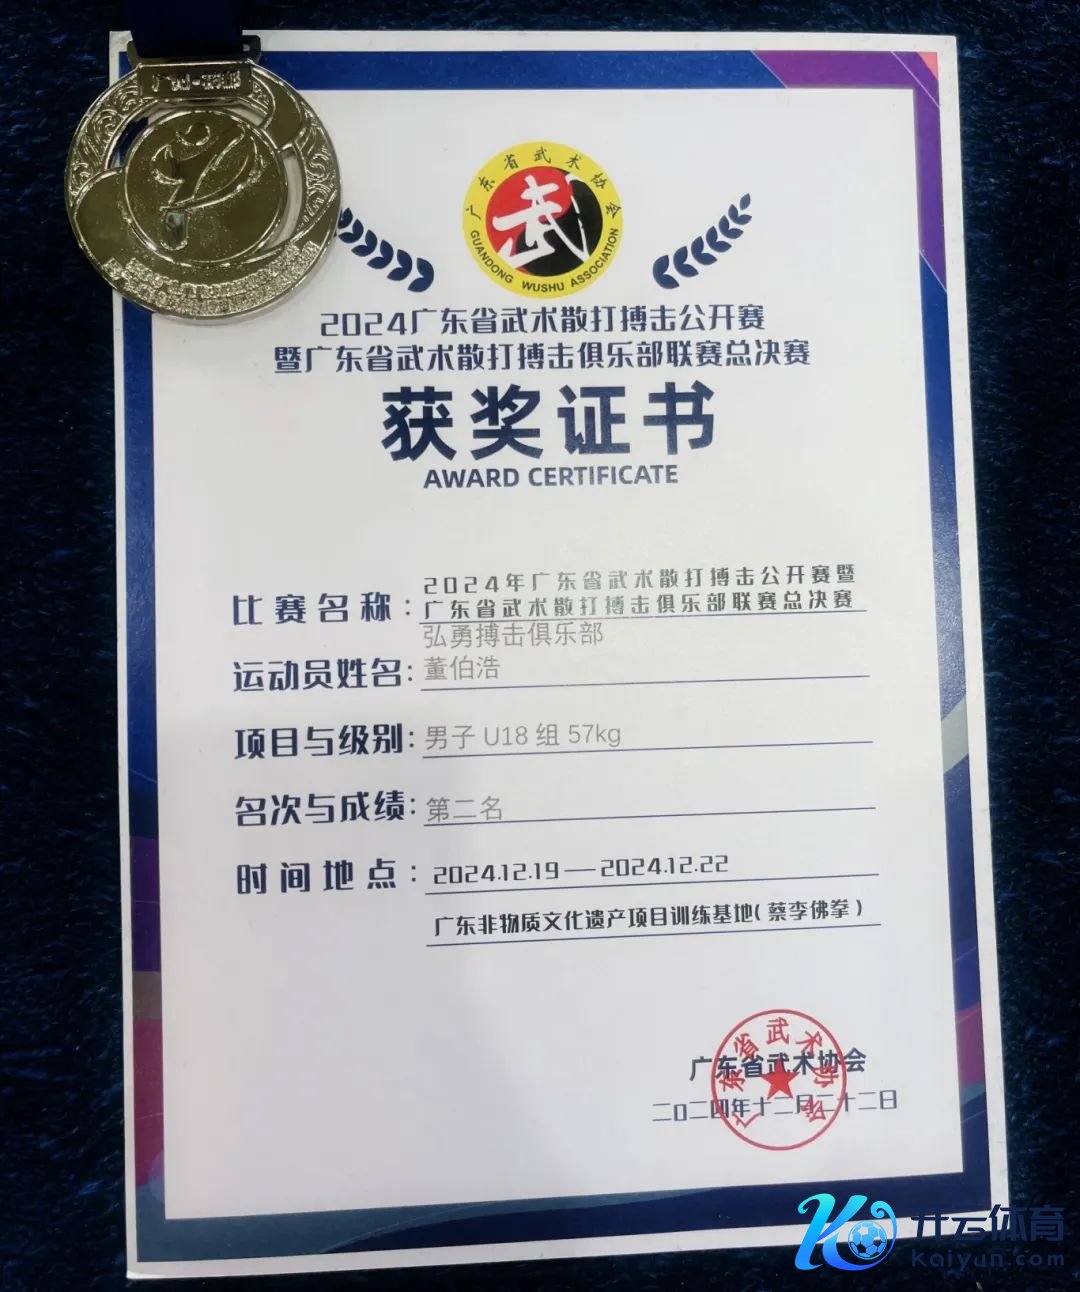 广东省武术协会
武
GUANDONG WUSHU ASSOCIATION
2024广东省武术散打搏击公开赛
暨广东省武术散打搏击俱乐部联赛总决赛
获奖证书
AWARD CERTIFICATE
比赛名称：2024年广东省武术散打搏击公开赛暨
广东省武术散打搏击俱乐部联赛总决赛
弘勇搏击俱乐部
运动员姓名：董伯浩
项目与级别：男子 U18 组 57kg
名次与成绩：第二名
时间地点：2024.12.19—2024.12.22
广东非物质文化遗产项目训练基地(蔡李佛拳)
广东省武术协会
二〇二四年十二月二十二日
广东省武术协会
开云体育
kaiyun.com